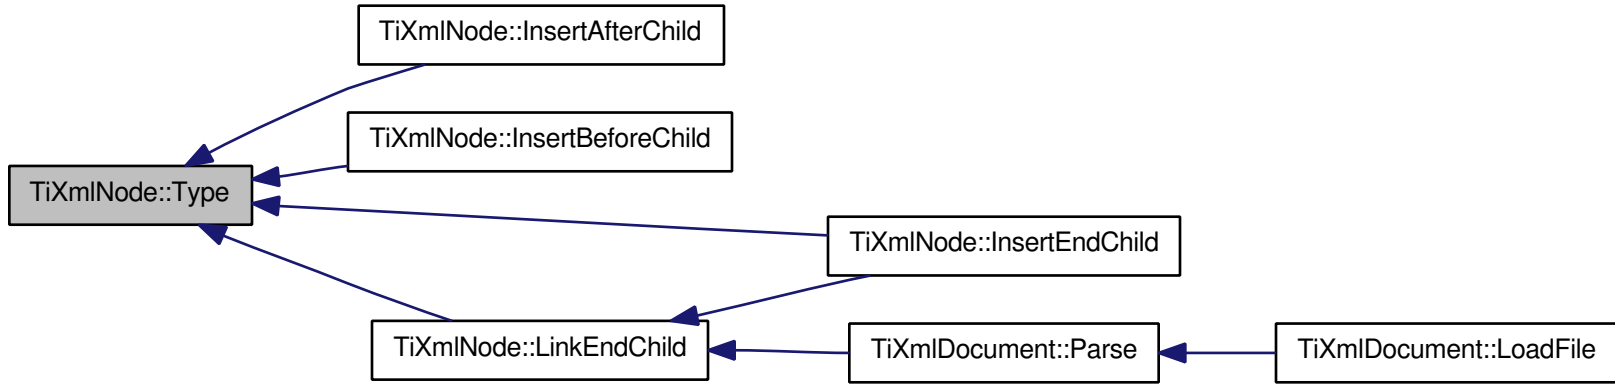 TiXmlNode::InsertAfterChild
TiXmlNode::InsertBeforeChild
TiXmlNode::Type
TiXmlNode::InsertEndChild
TiXmlNode::LinkEndChild
TiXmlDocument::Parse
TiXmlDocument::LoadFile